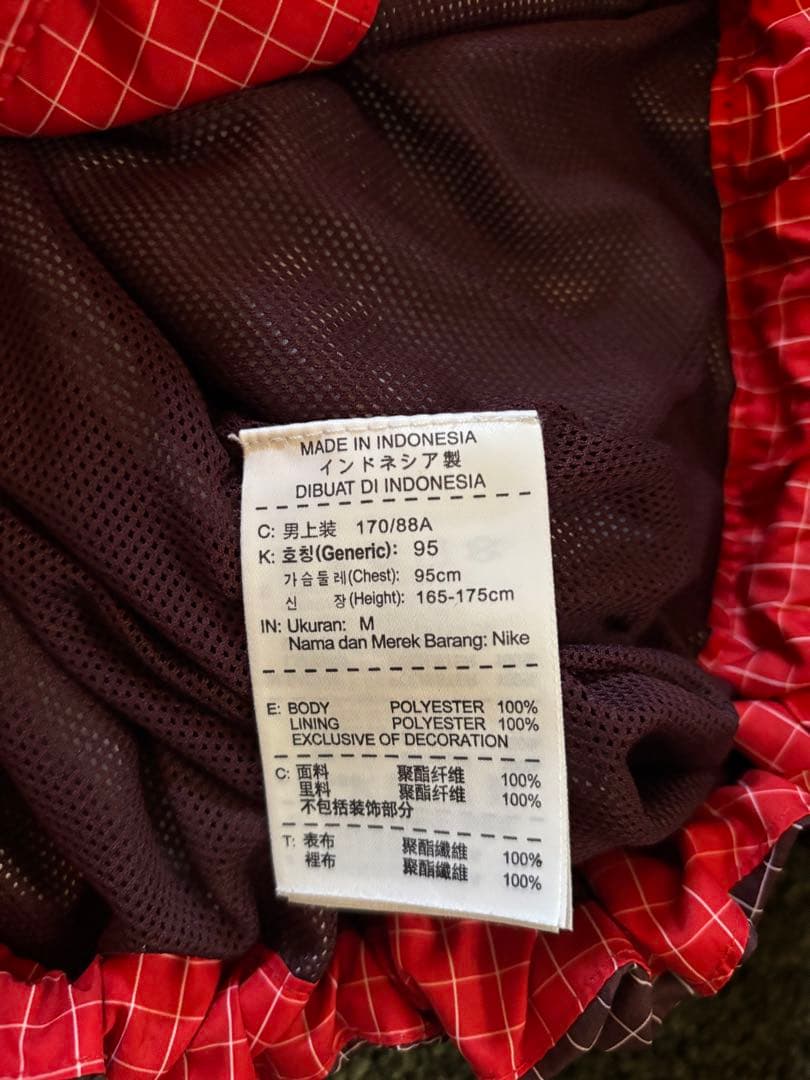 MADE IN INDONESIA
インドネシア製
DIBUAT DI INDONESIA
C: 男上装 170/88A
K: 호칭(Generic): 95
가슴둘레(Chest): 95cm
신 장(Height): 165-175cm
IN: Ukuran: M
Nama dan Merek Barang: Nike
E: BODY POLYESTER 100%
LINING POLYESTER 100%
EXCLUSIVE OF DECORATION
C: 面料 聚酯纤维 100%
里料 聚酯纤维 100%
不包括装饰部分
T: 表布 聚酯纖維 100%
裡布 聚酯纖維 100%